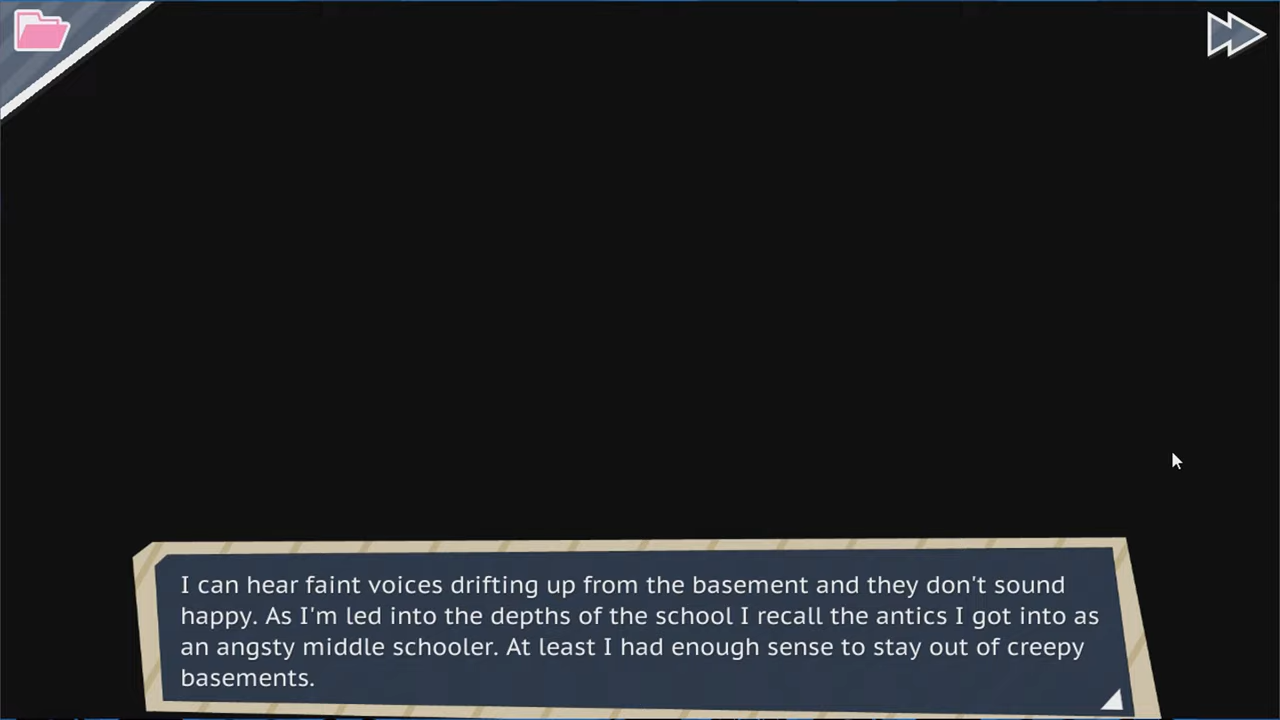 I can hear faint voices drifting up from the basement and they don't sound
happy. As I'm led into the depths of the school I recall the antics I got into as
an angsty middle schooler. At least I had enough sense to stay out of creepy
basements.